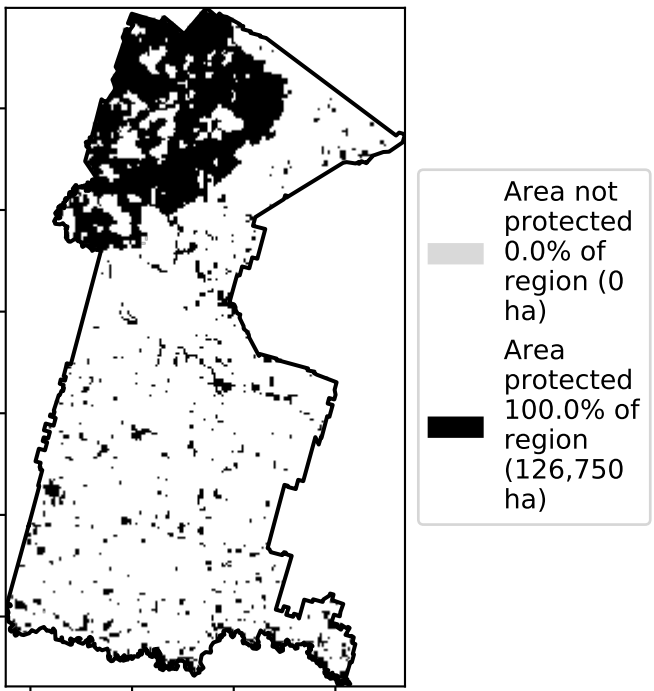 Area not
protected
0.0% of
region (0
ha)
Area
protected
100.0% of
region
(126,750
ha)